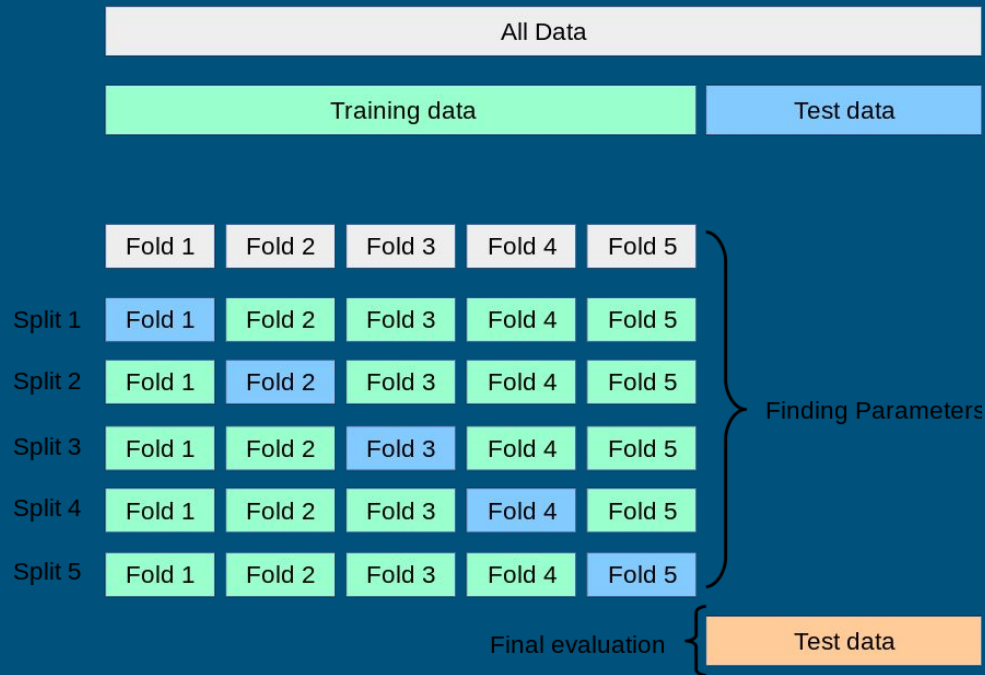 All Data
Training data Test data
Fold 1 Fold 2 Fold 3 Fold 4 Fold 5
Split 1 Fold 1 Fold 2 Fold 3 Fold 4 Fold 5
Split 2 Fold 1 Fold 2 Fold 3 Fold 4 Fold 5
Finding Parameters
Split 3 Fold 1 Fold 2 Fold 3 Fold 4 Fold 5
Split 4 Fold 1 Fold 2 Fold 3 Fold 4 Fold 5
Split 5 Fold 1 Fold 2 Fold 3 Fold 4 Fold 5
Final evaluation Test data